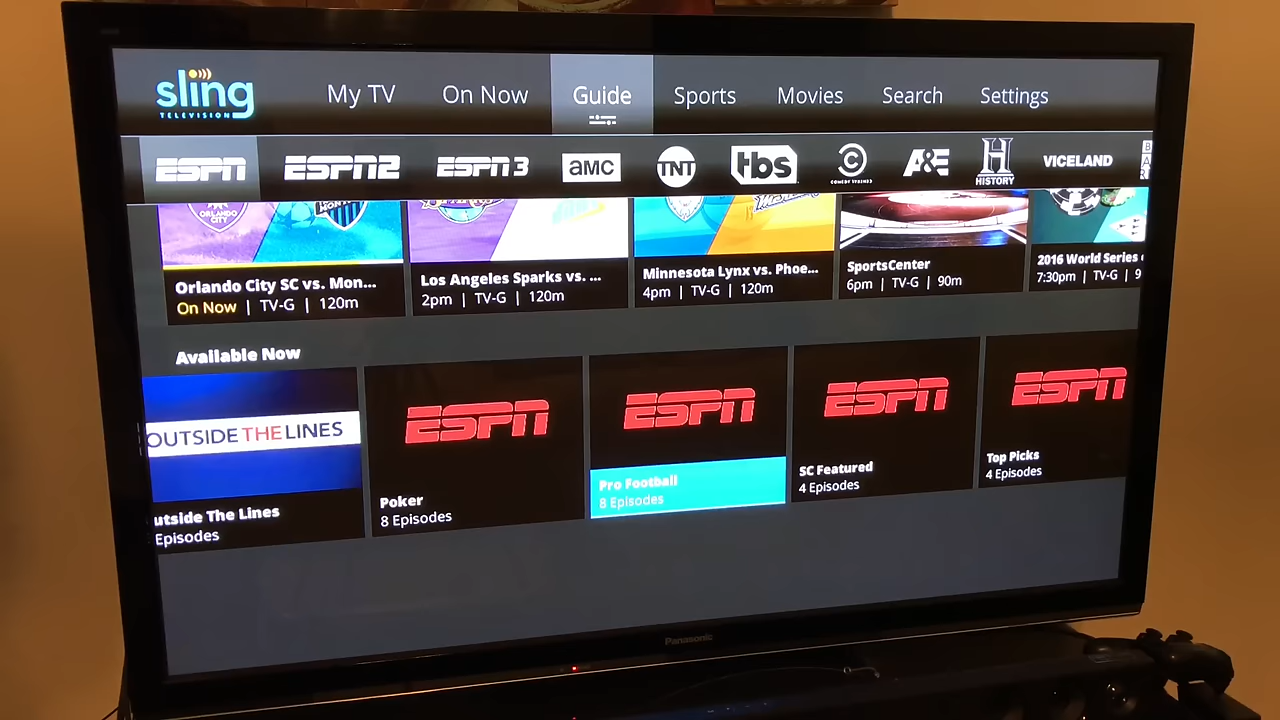 sling
TELEVISION
My TV
On Now
Guide
Sports
Movies
Search
Settings
ESPN
ESPN2
ESPN3
aMC
TNT
tbs
COMEDY CENTRAL
A&E
H
HISTORY
VICELAND
ORLANDO
CITY
Orlando City SC vs. Mon...
On Now | TV-G | 120m
Los Angeles Sparks vs. ...
2pm | TV-G | 120m
Minnesota Lynx vs. Phoe...
4pm | TV-G | 120m
SportsCenter
6pm | TV-G | 90m
2016 World Series
7:30pm | TV-G | 9
Available Now
OUTSIDE THE LINES
utside The Lines
Episodes
ESPN
Poker
8 Episodes
ESPN
Pro Football
8 Episodes
ESPN
SC Featured
4 Episodes
ESPN
Top Picks
4 Episodes
Panasonic